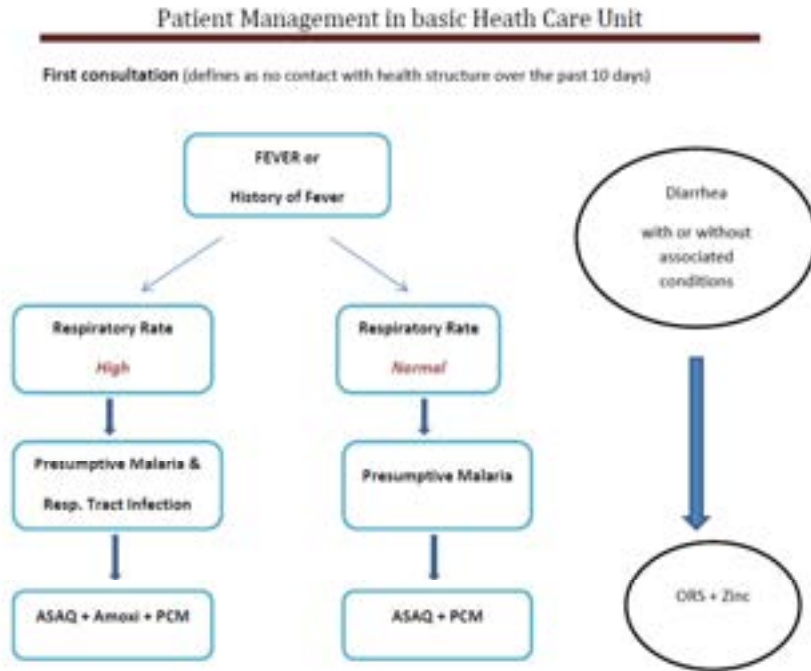 Patient Management in basic Heath Care Unit
First consultation (defines as no contact with health structure over the past 10 days)
FEVER or
History of Fever
Diarrhea
with or without
associated
conditions
Respiratory Rate
High
Respiratory Rate
Normal
Presumptive Malaria &
Resp. Tract Infection
Presumptive Malaria
ASAQ + Amoxi + PCM
ASAQ + PCM
ORS + Zinc